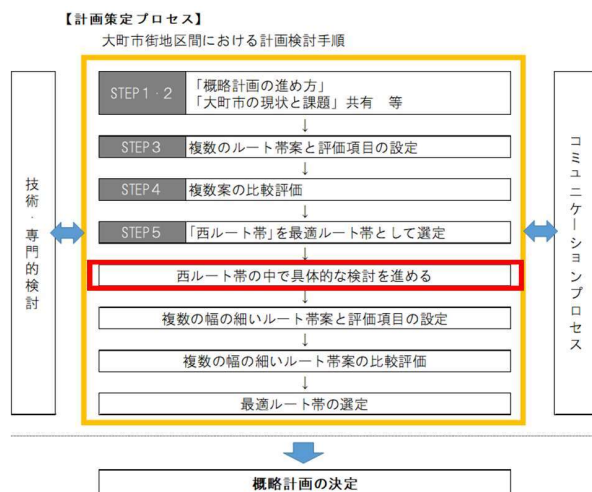 【計画策定プロセス】
大町市街地区間における計画検討手順
STEP1・2
「概略計画の進め方」
「大町市の現状と課題」共有 等
↓
STEP3 複数のルート帯案と評価項目の設定
↓
STEP4 複数案の比較評価
↓
STEP5 「西ルート帯」を最適ルート帯として選定
↓
西ルート帯の中で具体的な検討を進める
↓
複数の幅の細いルート帯案と評価項目の設定
↓
複数の幅の細いルート帯案の比較評価
↓
最適ルート帯の選定
技術・専門的検討
コミュニケーションプロセス
概略計画の決定